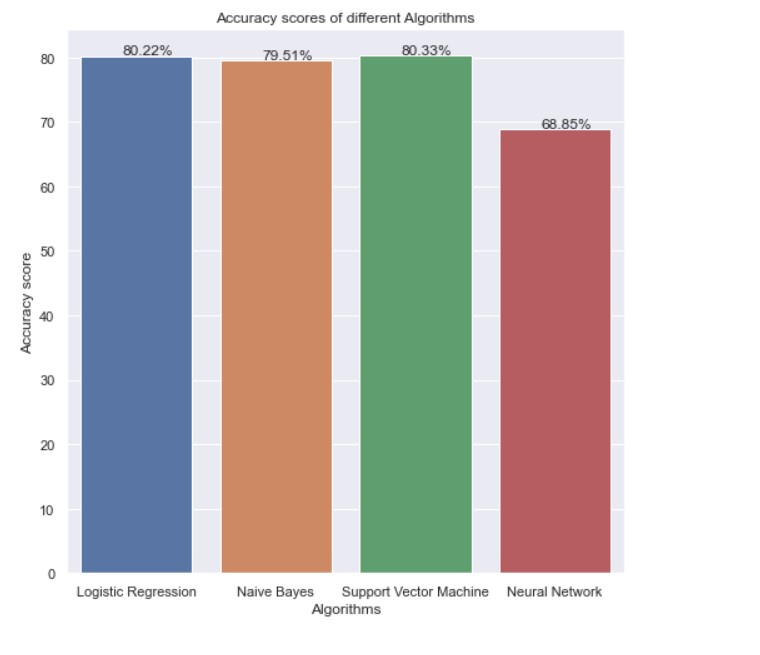 Accuracy scores of different Algorithms
80.22%
79.51%
80.33%
68.85%
80
70
60
50
40
30
20
10
0
Accuracy score
Logistic Regression
Naive Bayes
Support Vector Machine
Neural Network
Algorithms